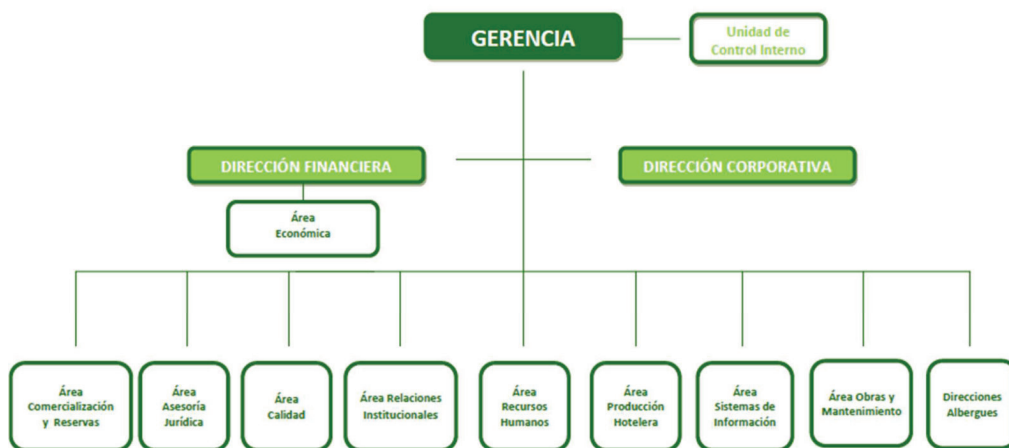 GERENCIA
Unidad de
Control Interno
DIRECCIÓN FINANCIERA
DIRECCIÓN CORPORATIVA
Área
Económica
Área
Comercialización
y Reservas
Área
Asesoría
Jurídica
Área
Calidad
Área Relaciones
Institucionales
Área
Recursos
Humanos
Área
Producción
Hotelera
Área
Sistemas de
Información
Área Obras y
Mantenimiento
Direcciones
Albergues